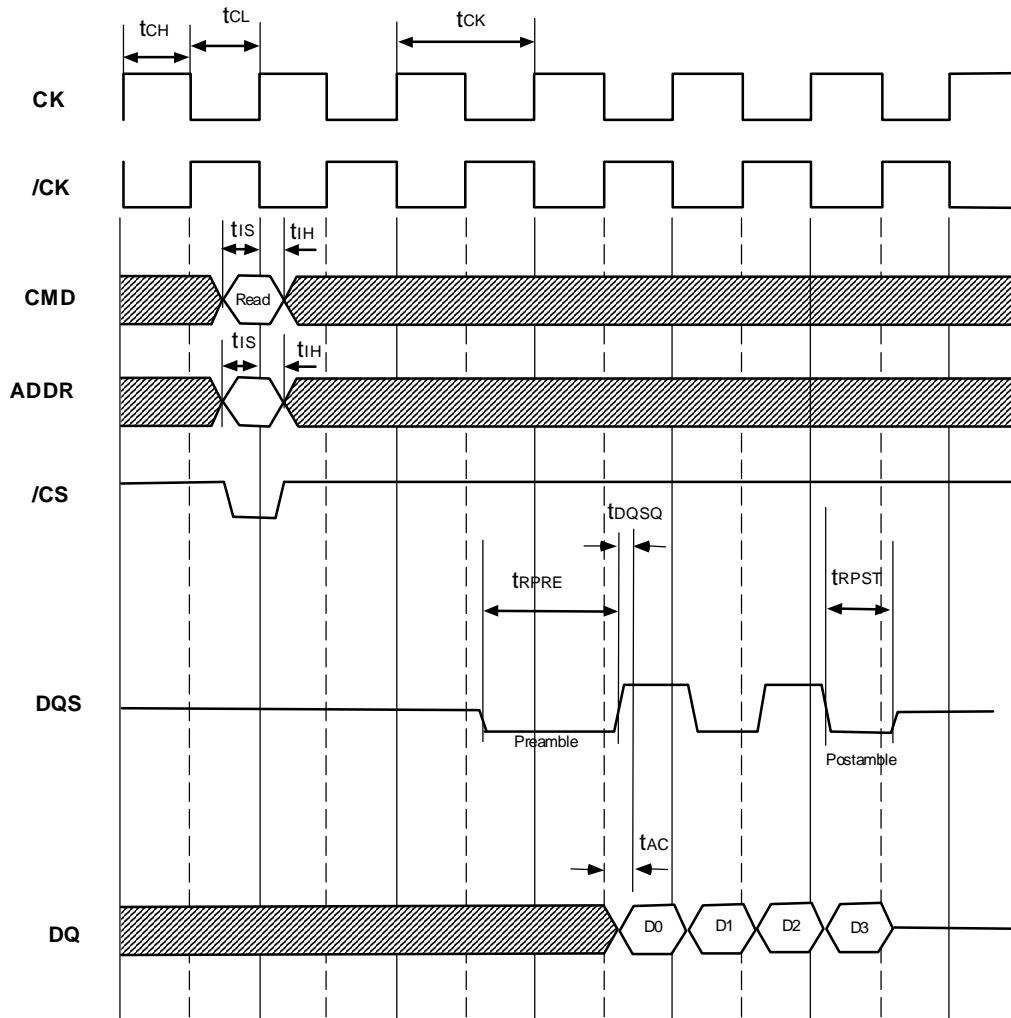 tCH tCL tCK
CK
/CK
tIS tIH
CMD Read
tIS tIH
ADDR
/CS
tDQSQ
tRPRE tRPST
DQS
Preamble Postamble
tAC
DQ D0 D1 D2 D3